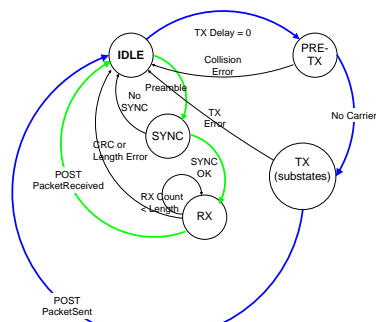 TX Delay = 0
IDLE
PRE-
TX
Collision
Error
Preamble
No
SYNC
TX
Error
No Carrier
SYNC
CRC or
Length Error
SYNC
OK
TX
(substates)
POST
PacketReceived
RX Count
< Length
RX
POST
PacketSent